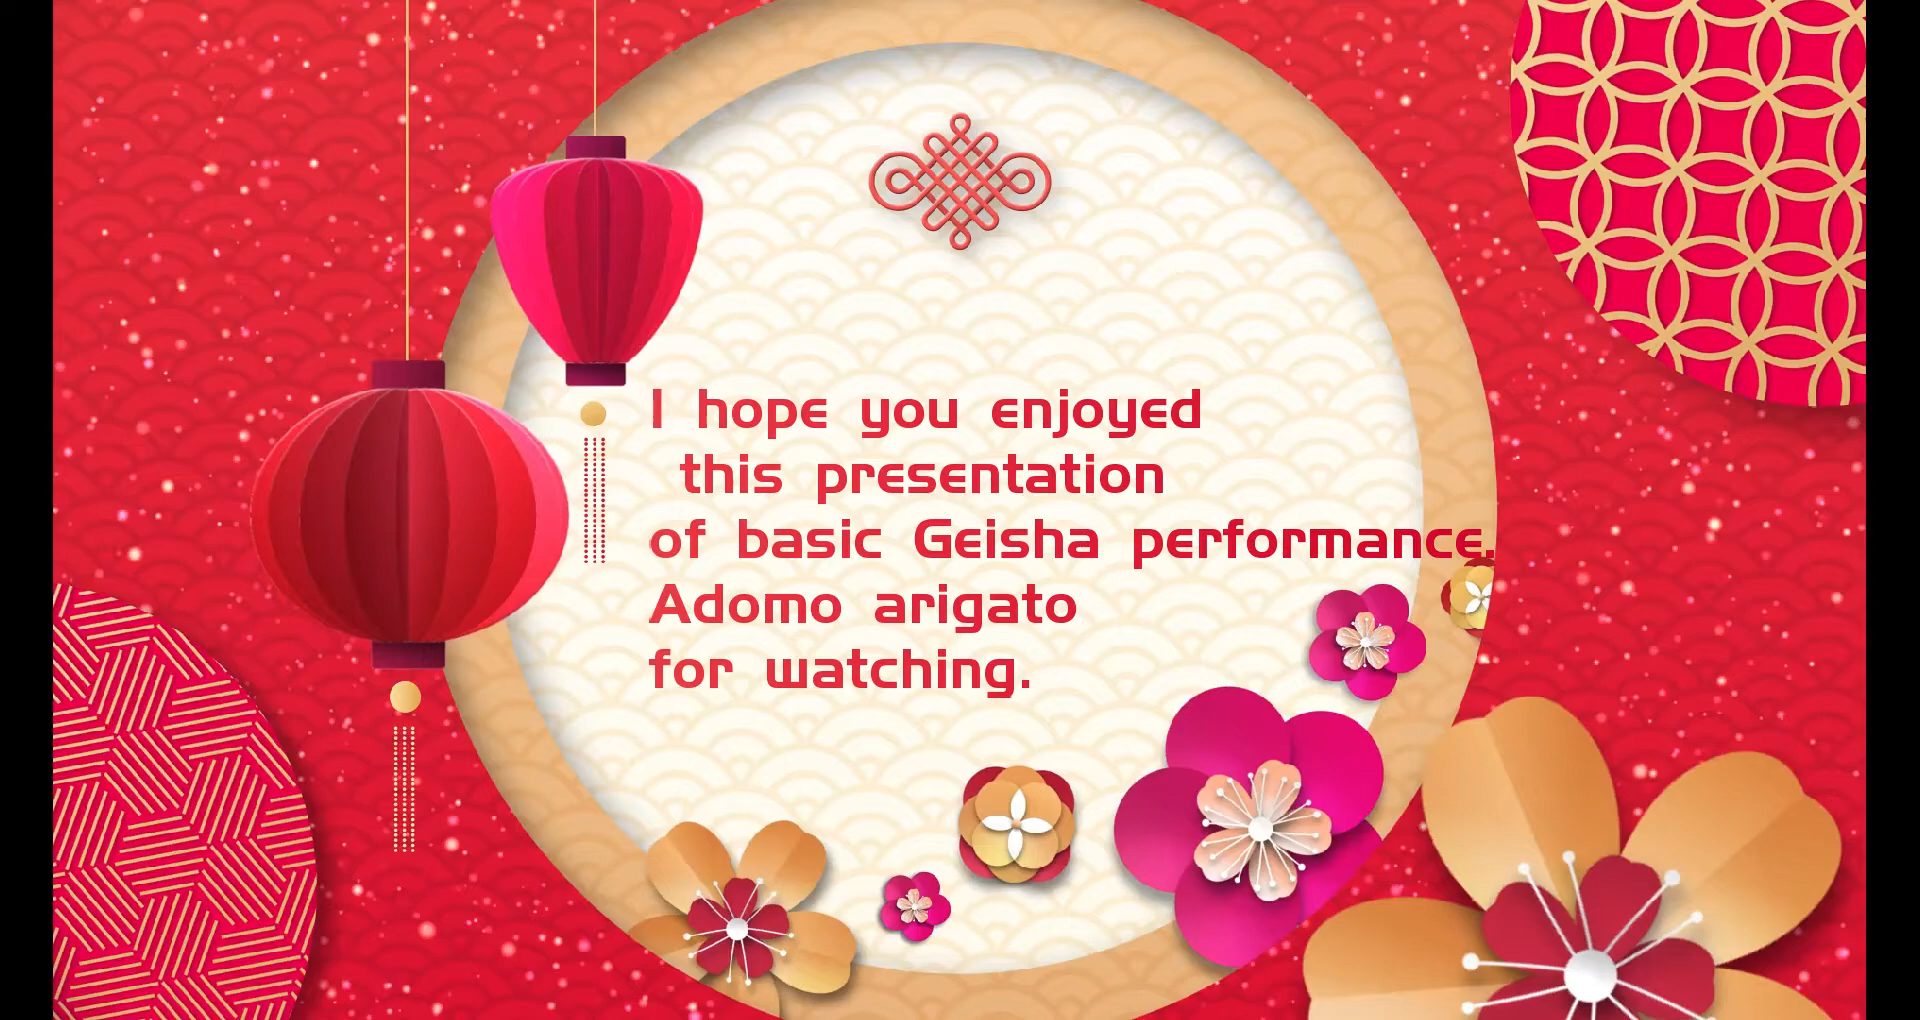 I hope you enjoyed
this presentation
of basic Geisha performance.
Adomo arigato
for watching.